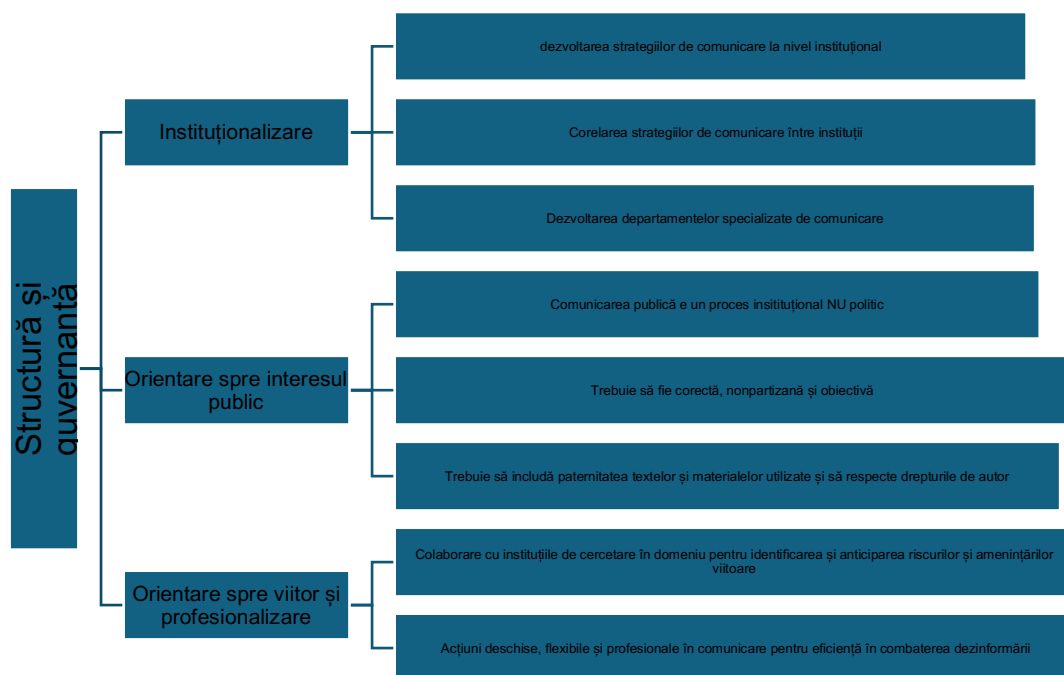 Structură și
guvernanță
Instituționalizare
dezvoltarea strategiilor de comunicare la nivel instituțional
Corelarea strategiilor de comunicare între instituții
Dezvoltarea departamentelor specializate de comunicare
Orientare spre interesul
public
Comunicarea publică e un proces insitituțional NU politic
Trebuie să fie corectă, nonpartizană și obiectivă
Trebuie să includă paternitatea textelor și materialelor utilizate și să respecte drepturile de autor
Orientare spre viitor și
profesionalizare
Colaborare cu instituțiile de cercetare în domeniu pentru identificarea și anticiparea riscurilor și amenințărilor
viitoare
Acțiuni deschise, flexibile și profesionale în comunicare pentru eficiență în combaterea dezinformării